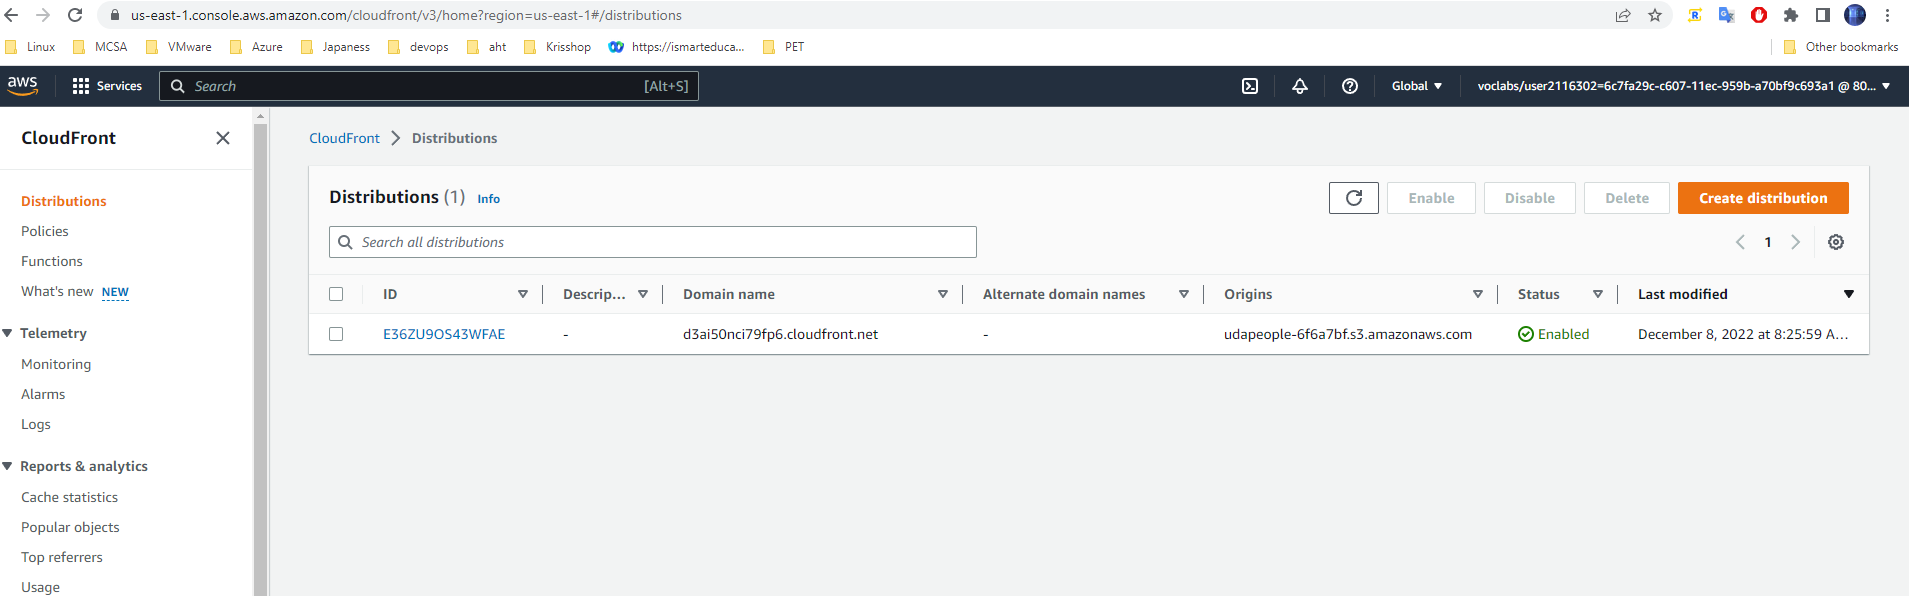 us-east-1.console.aws.amazon.com/cloudfront/v3/home?region=us-east-1#/distributions
Linux MCSA VMware Azure Japaness devops aht Krisshop https://ismarteduca... PET Other bookmarks
aws Services Search [Alt+S] Global voclabs/user2116302=6c7fa29c-c607-11ec-959b-a70bf9c693a1 @ 80...
CloudFront
Distributions
Policies
Functions
What's new NEW
Telemetry
Monitoring
Alarms
Logs
Reports & analytics
Cache statistics
Popular objects
Top referrers
Usage
CloudFront Distributions
Distributions (1) Info Enable Disable Delete Create distribution
Search all distributions 1
ID Descrip... Domain name Alternate domain names Origins Status Last modified
E36ZU9OS43WFAE - d3ai50nci79fp6.cloudfront.net - udapeople-6f6a7bf.s3.amazonaws.com Enabled December 8, 2022 at 8:25:59 A...